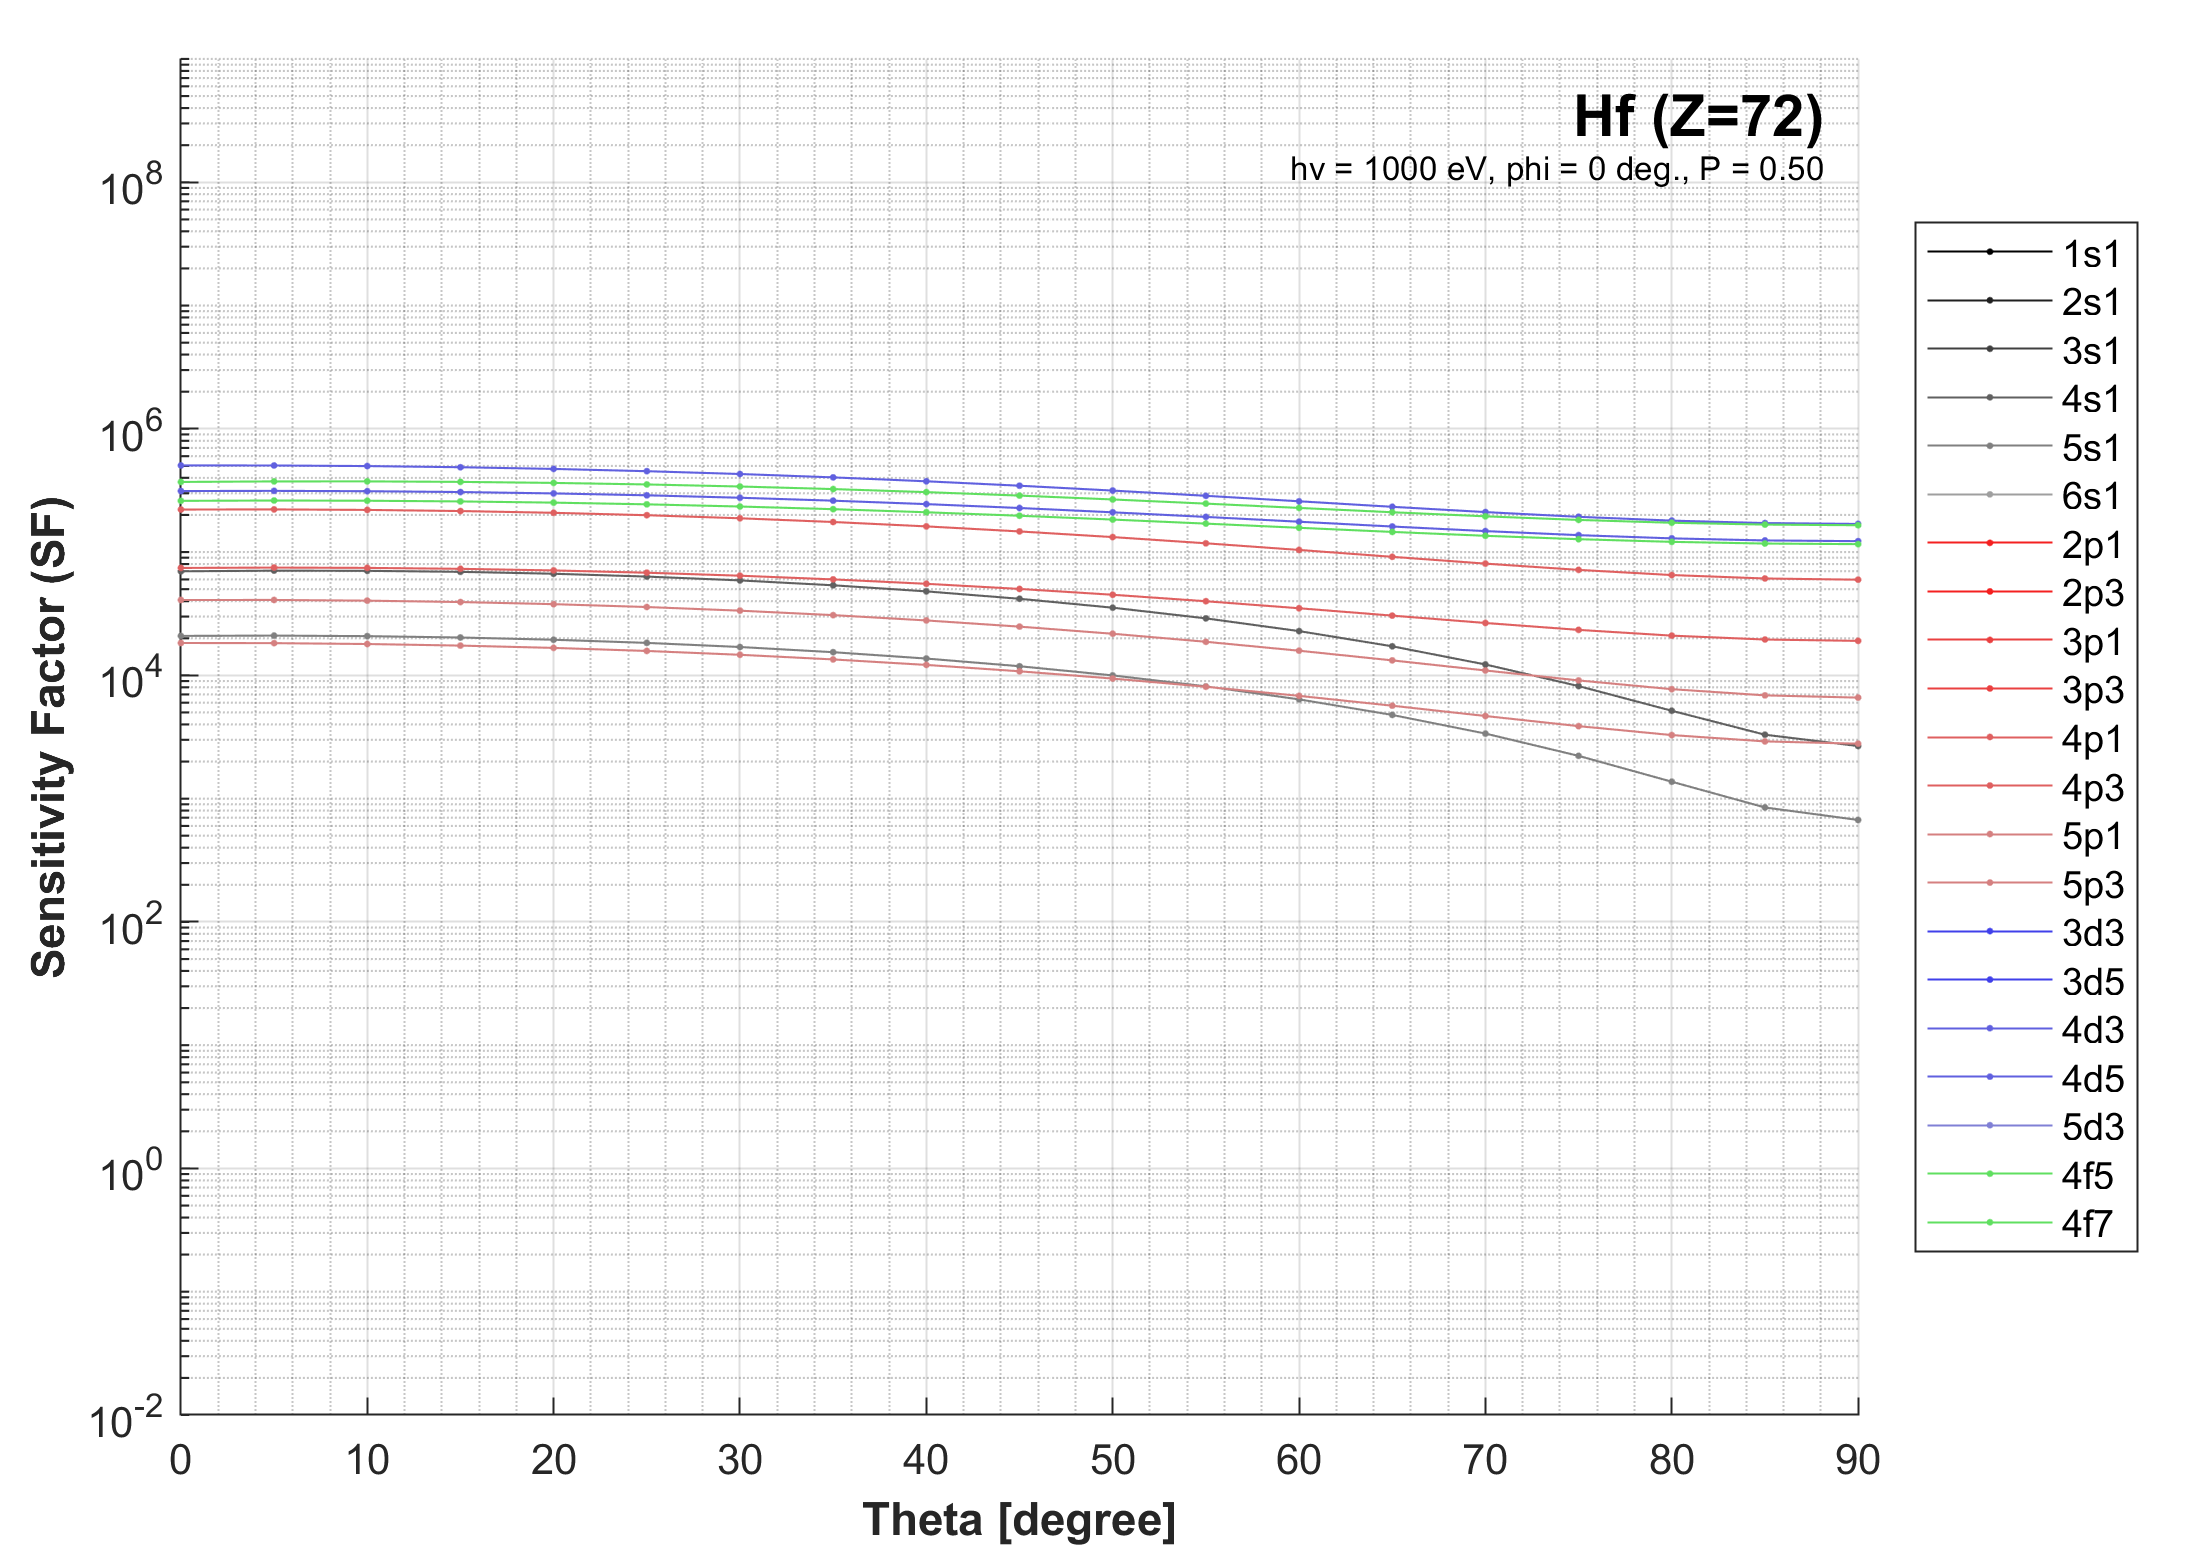 Hf (Z=72)
hv = 1000 eV, phi = 0 deg., P = 0.50
Sensitivity Factor (SF)
10^8
10^6
10^4
10^2
10^0
10^-2
0 10 20 30 40 50 60 70 80 90
Theta [degree]
1s1
2s1
3s1
4s1
5s1
6s1
2p1
2p3
3p1
3p3
4p1
4p3
5p1
5p3
3d3
3d5
4d3
4d5
5d3
4f5
4f7